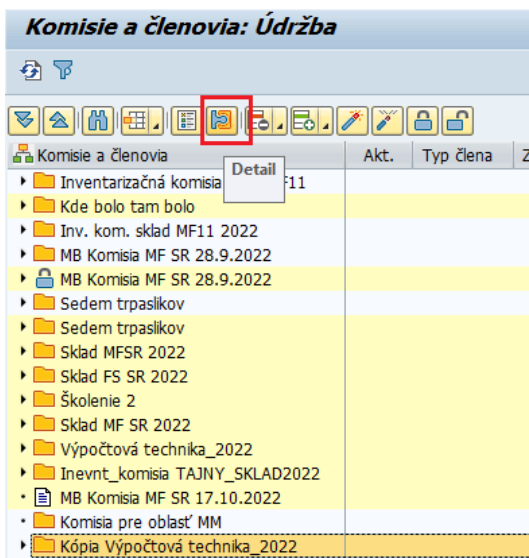 Komisie a členovia: Údržba
Komisie a členovia Akt. Typ člena Z
Detail
Inventarizačná komisia F11
Kde bolo tam bolo
Inv. kom. sklad MF11 2022
MB Komisia MF SR 28.9.2022
MB Komisia MF SR 28.9.2022
Sedem trpaslikov
Sedem trpaslikov
Sklad MFSR 2022
Sklad FS SR 2022
Školenie 2
Sklad MF SR 2022
Výpočtová technika_2022
Inevnt_komisia TAJNY_SKLAD2022
MB Komisia MF SR 17.10.2022
Komisia pre oblasť MM
Kópia Výpočtová technika_2022